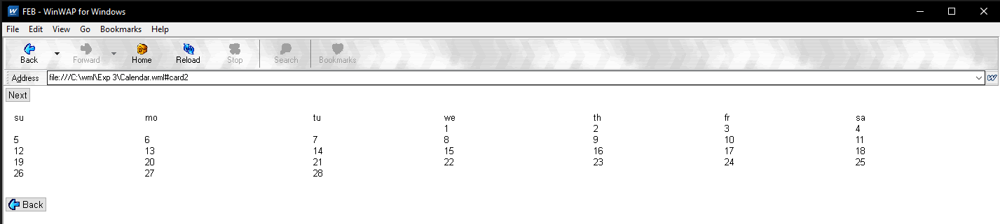 FEB - WinWAP for Windows
File Edit View Go Bookmarks Help
Back Forward Home Reload Stop Search Bookmarks
Address file:///C:\wml\Exp 3\Calendar.wml#card2
Next
su mo tu we th fr sa
1 2 3 4
5 6 7 8 9 10 11
12 13 14 15 16 17 18
19 20 21 22 23 24 25
26 27 28
Back